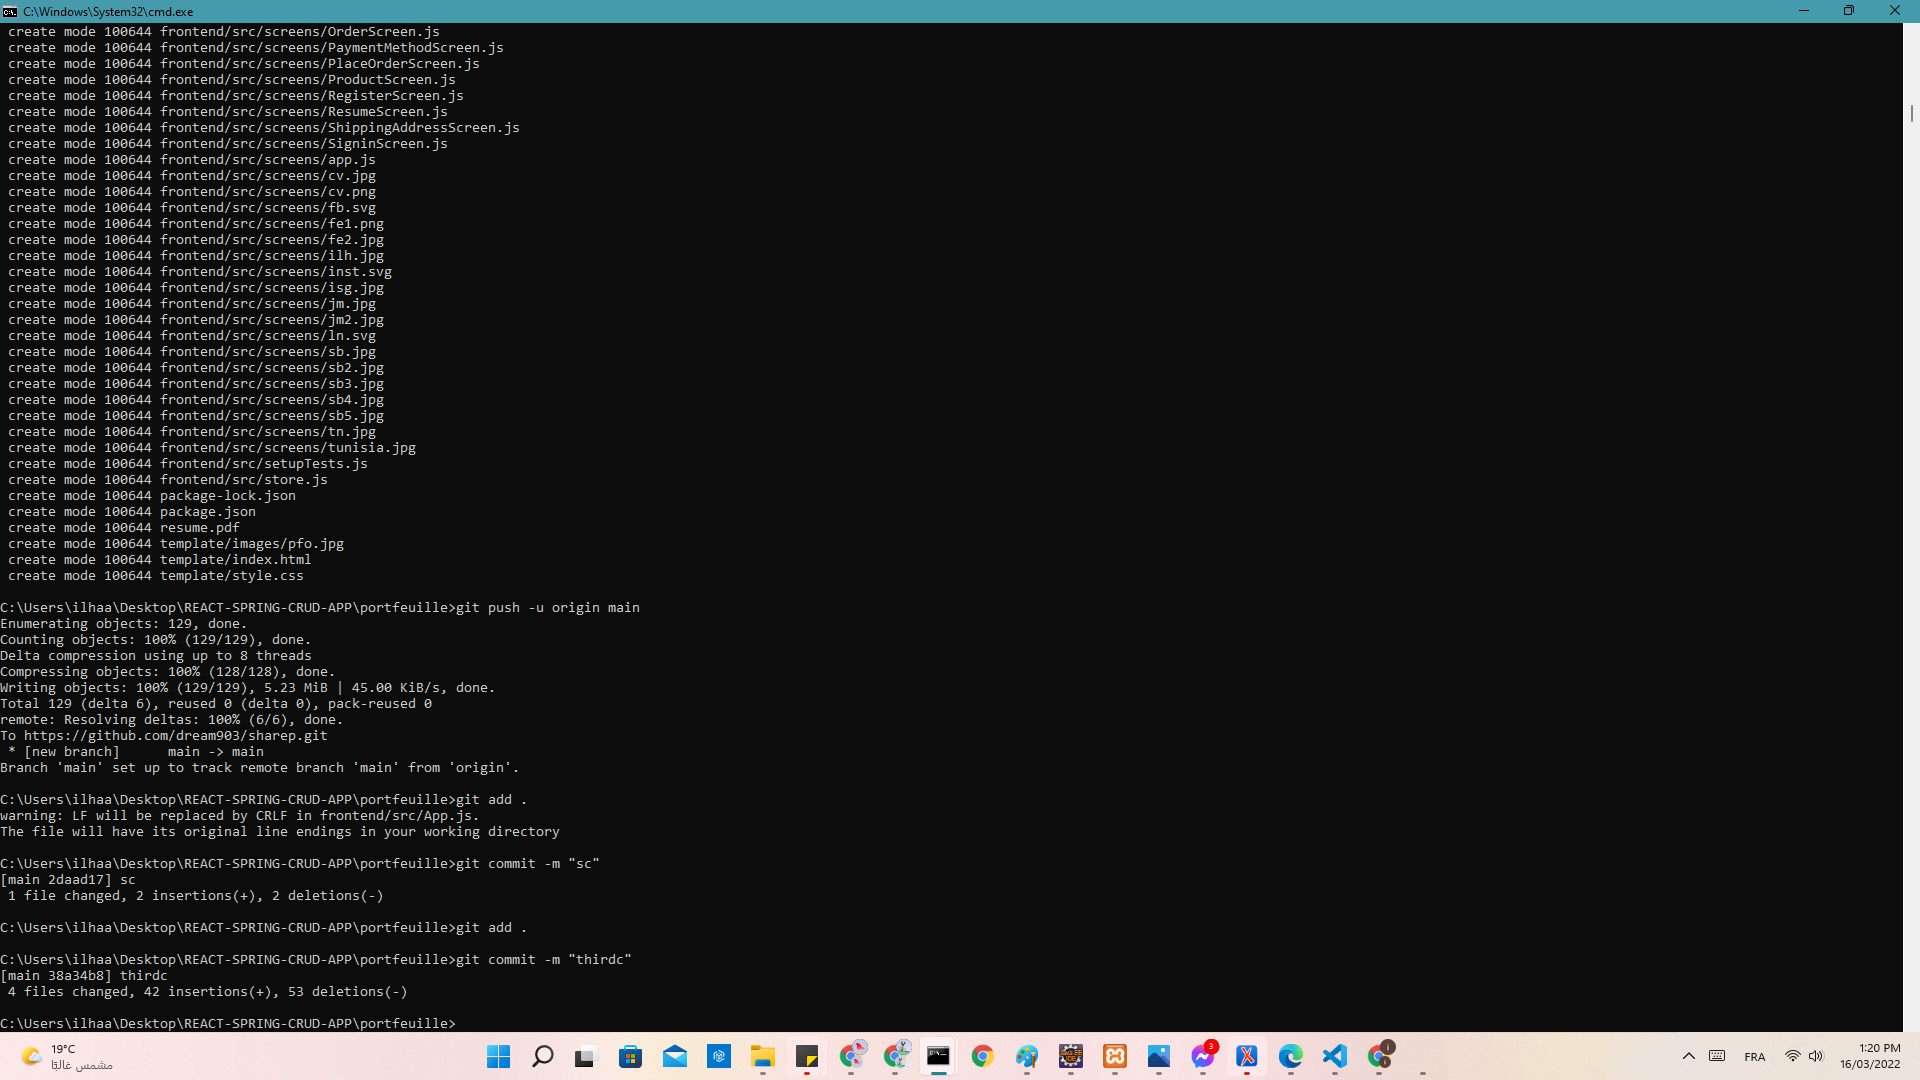 C:\Windows\System32\cmd.exe
create mode 100644 frontend/src/screens/OrderScreen.js
create mode 100644 frontend/src/screens/PaymentMethodScreen.js
create mode 100644 frontend/src/screens/PlaceOrderScreen.js
create mode 100644 frontend/src/screens/ProductScreen.js
create mode 100644 frontend/src/screens/RegisterScreen.js
create mode 100644 frontend/src/screens/ResumeScreen.js
create mode 100644 frontend/src/screens/ShippingAddressScreen.js
create mode 100644 frontend/src/screens/SigninScreen.js
create mode 100644 frontend/src/screens/app.js
create mode 100644 frontend/src/screens/cv.jpg
create mode 100644 frontend/src/screens/cv.png
create mode 100644 frontend/src/screens/fb.svg
create mode 100644 frontend/src/screens/fe1.png
create mode 100644 frontend/src/screens/fe2.jpg
create mode 100644 frontend/src/screens/ilh.jpg
create mode 100644 frontend/src/screens/inst.svg
create mode 100644 frontend/src/screens/isg.jpg
create mode 100644 frontend/src/screens/jm.jpg
create mode 100644 frontend/src/screens/jm2.jpg
create mode 100644 frontend/src/screens/ln.svg
create mode 100644 frontend/src/screens/sb.jpg
create mode 100644 frontend/src/screens/sb2.jpg
create mode 100644 frontend/src/screens/sb3.jpg
create mode 100644 frontend/src/screens/sb4.jpg
create mode 100644 frontend/src/screens/sb5.jpg
create mode 100644 frontend/src/screens/tn.jpg
create mode 100644 frontend/src/screens/tunisia.jpg
create mode 100644 frontend/src/setupTests.js
create mode 100644 frontend/src/store.js
create mode 100644 package-lock.json
create mode 100644 package.json
create mode 100644 resume.pdf
create mode 100644 template/images/pfo.jpg
create mode 100644 template/index.html
create mode 100644 template/style.css
C:\Users\ilhaa\Desktop\REACT-SPRING-CRUD-APP\portfeuille>git push -u origin main
Enumerating objects: 129, done.
Counting objects: 100% (129/129), done.
Delta compression using up to 8 threads
Compressing objects: 100% (128/128), done.
Writing objects: 100% (129/129), 5.23 MiB | 45.00 KiB/s, done.
Total 129 (delta 6), reused 0 (delta 0), pack-reused 0
remote: Resolving deltas: 100% (6/6), done.
To https://github.com/dream903/sharep.git
* [new branch]      main -> main
Branch 'main' set up to track remote branch 'main' from 'origin'.
C:\Users\ilhaa\Desktop\REACT-SPRING-CRUD-APP\portfeuille>git add .
warning: LF will be replaced by CRLF in frontend/src/App.js.
The file will have its original line endings in your working directory
C:\Users\ilhaa\Desktop\REACT-SPRING-CRUD-APP\portfeuille>git commit -m "sc"
[main 2daad17] sc
1 file changed, 2 insertions(+), 2 deletions(-)
C:\Users\ilhaa\Desktop\REACT-SPRING-CRUD-APP\portfeuille>git add .
C:\Users\ilhaa\Desktop\REACT-SPRING-CRUD-APP\portfeuille>git commit -m "thirdc"
[main 38a34b8] thirdc
4 files changed, 42 insertions(+), 53 deletions(-)
C:\Users\ilhaa\Desktop\REACT-SPRING-CRUD-APP\portfeuille>
19°C
مشمس غالبًا
3
FRA
1:20 PM
16/03/2022